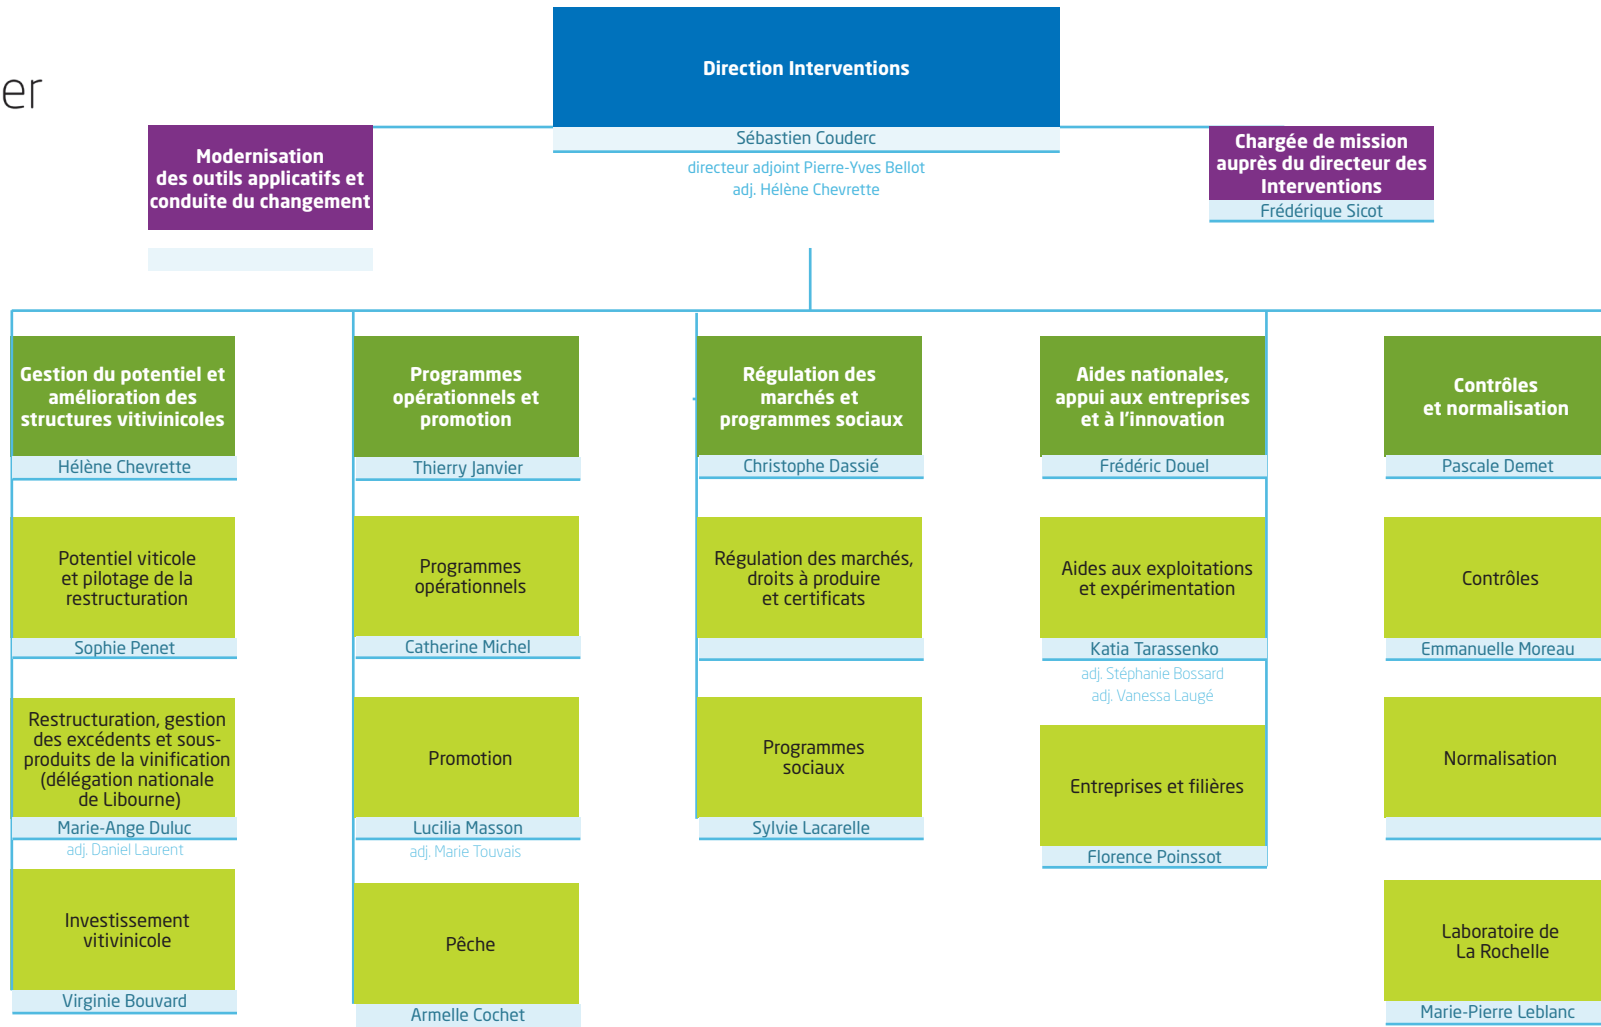 er
Direction Interventions
Sébastien Couderc
directeur adjoint Pierre-Yves Bellot
adj. Hélène Chevrette
Modernisation
des outils applicatifs et
conduite du changement
Chargée de mission
auprès du directeur des
Interventions
Frédérique Sicot
Gestion du potentiel et
amélioration des
structures vitivinicoles
Hélène Chevrette
Potentiel viticole
et pilotage de la
restructuration
Sophie Penet
Restructuration, gestion
des excédents et sous-
produits de la vinification
(délégation nationale
de Libourne)
Marie-Ange Duluc
adj. Daniel Laurent
Investissement
vitivinicole
Virginie Bouvard
Programmes
opérationnels et
promotion
Thierry Janvier
Programmes
opérationnels
Catherine Michel
Promotion
Lucilia Masson
adj. Marie Touvais
Pêche
Armelle Cochet
Régulation des
marchés et
programmes sociaux
Christophe Dassié
Régulation des marchés,
droits à produire
et certificats
Programmes
sociaux
Sylvie Lacarelle
Aides nationales,
appui aux entreprises
et à l'innovation
Frédéric Douel
Aides aux exploitations
et expérimentation
Katia Tarassenko
adj. Stéphanie Bossard
adj. Vanessa Laugé
Entreprises et filières
Florence Poinssot
Contrôles
et normalisation
Pascale Demet
Contrôles
Emmanuelle Moreau
Normalisation
Laboratoire de
La Rochelle
Marie-Pierre Leblanc